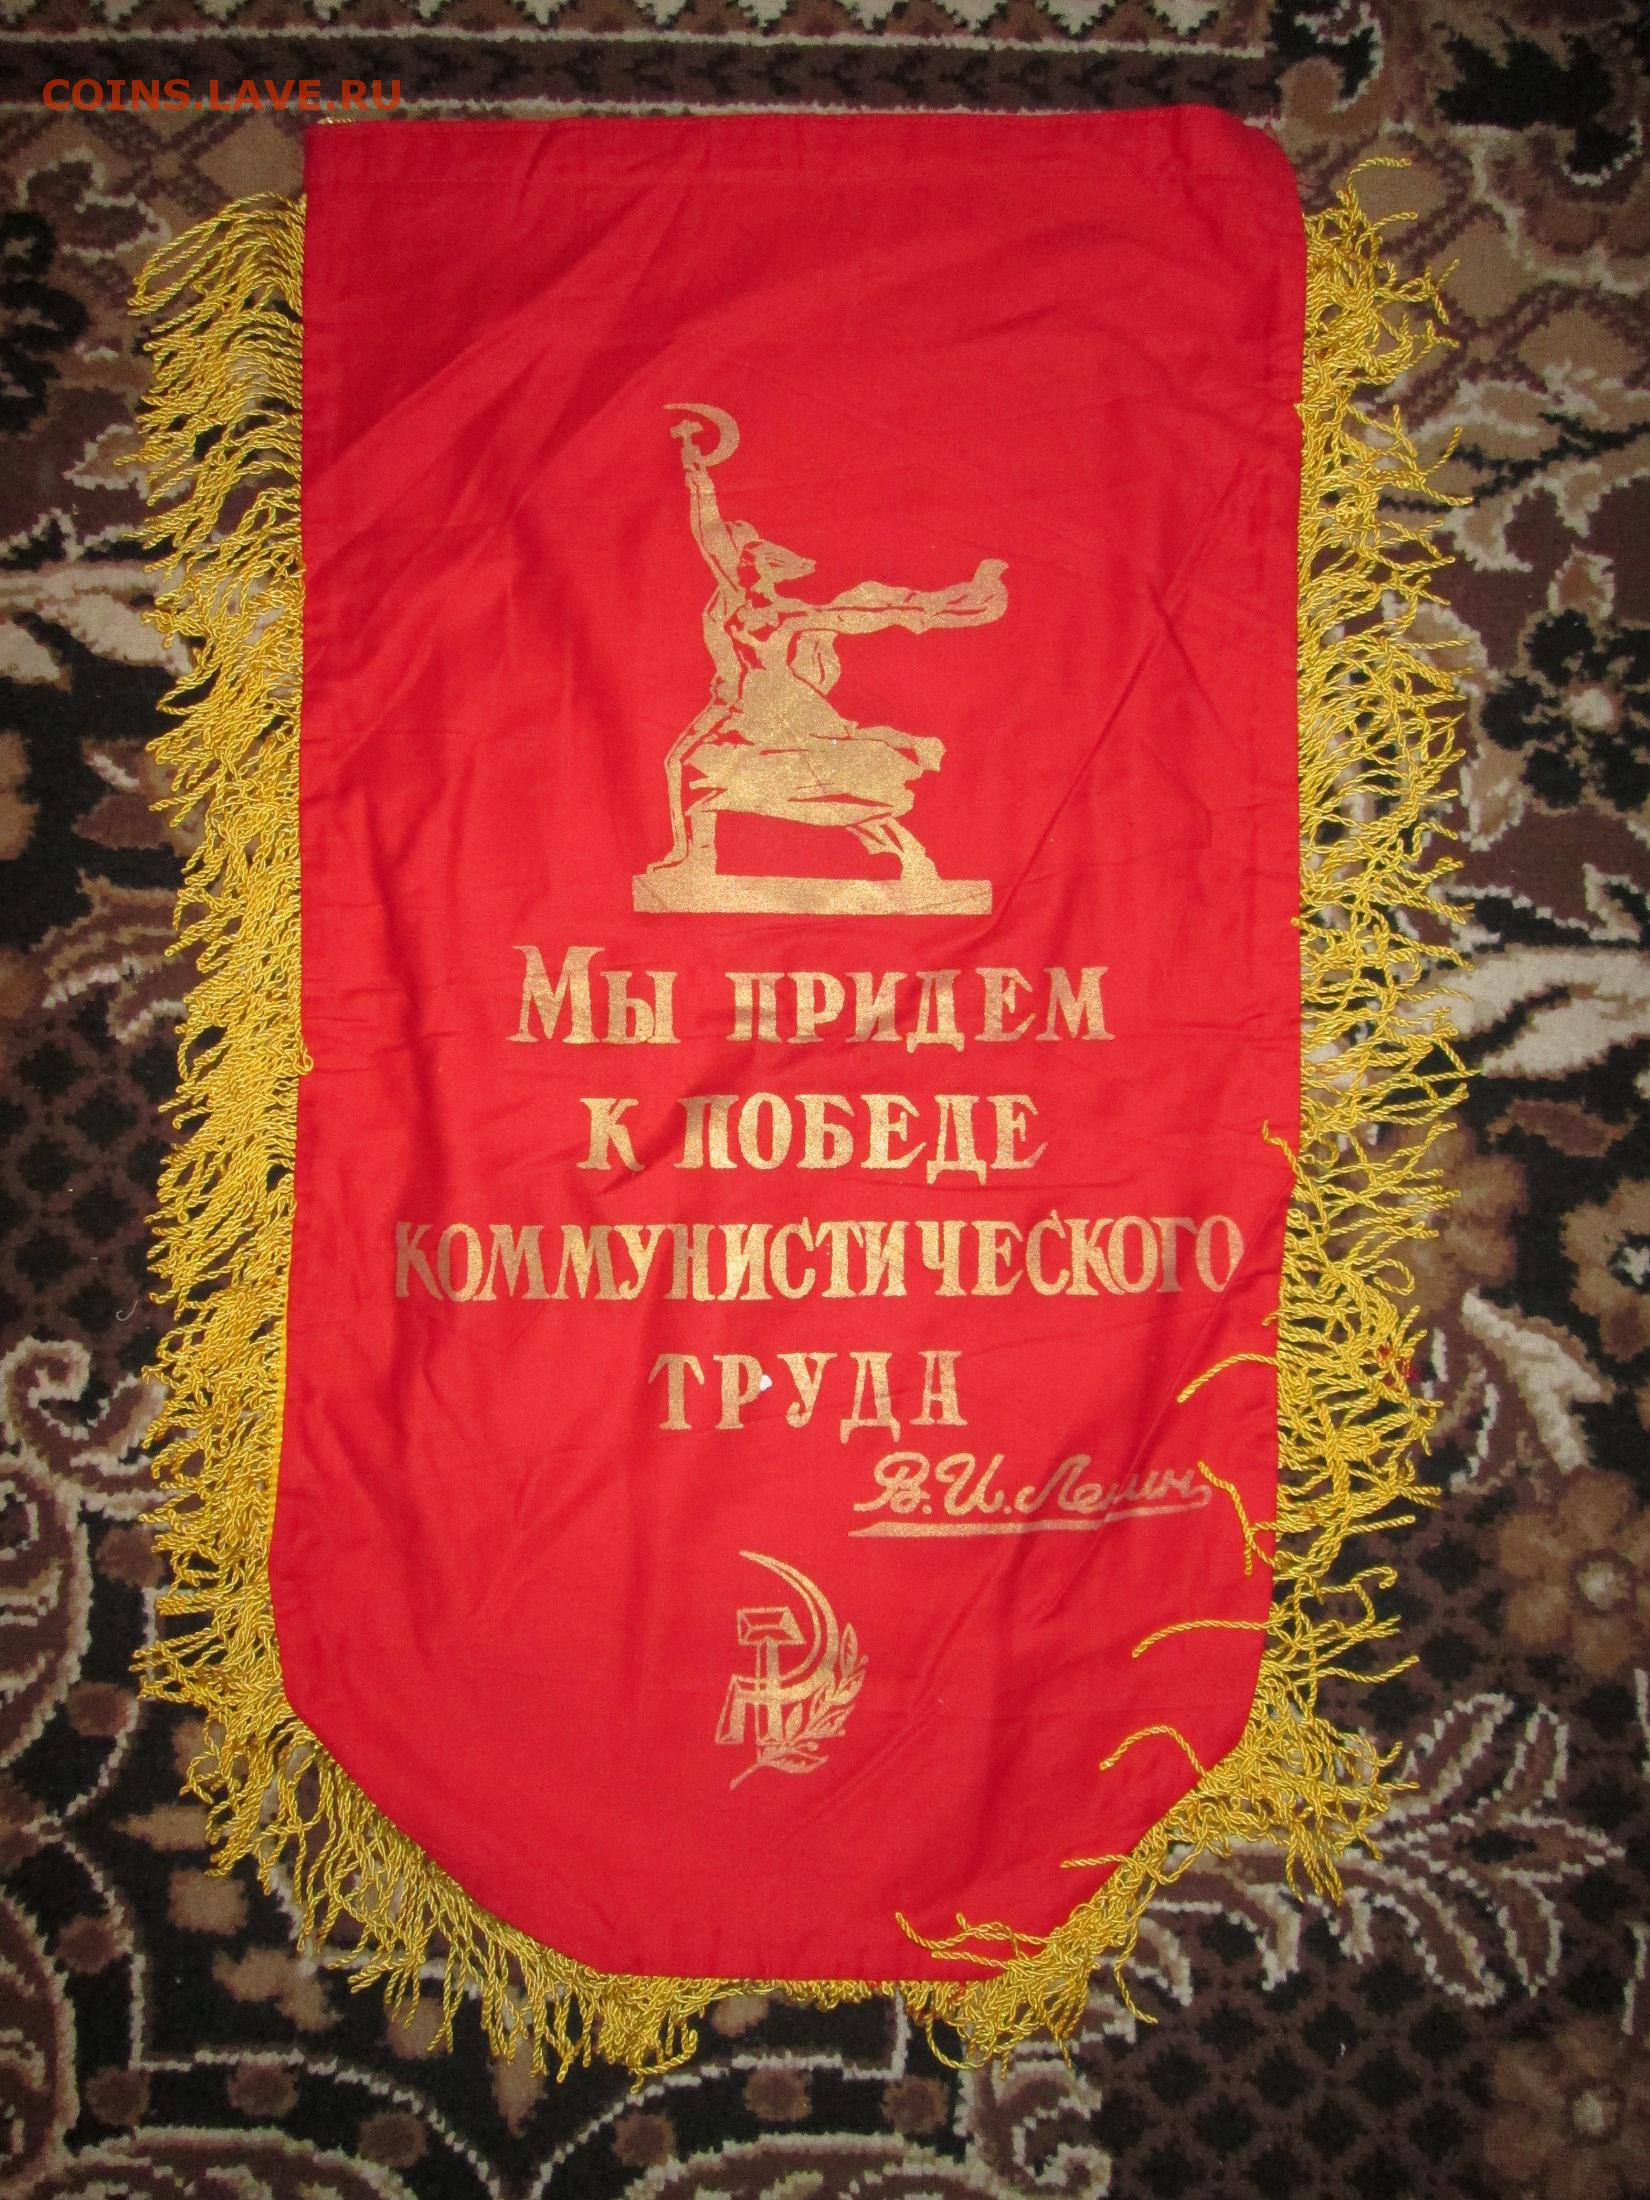 COINS.LAVE.RU
Мы придем
к победе
коммунистического
труда
В.И. Ленин